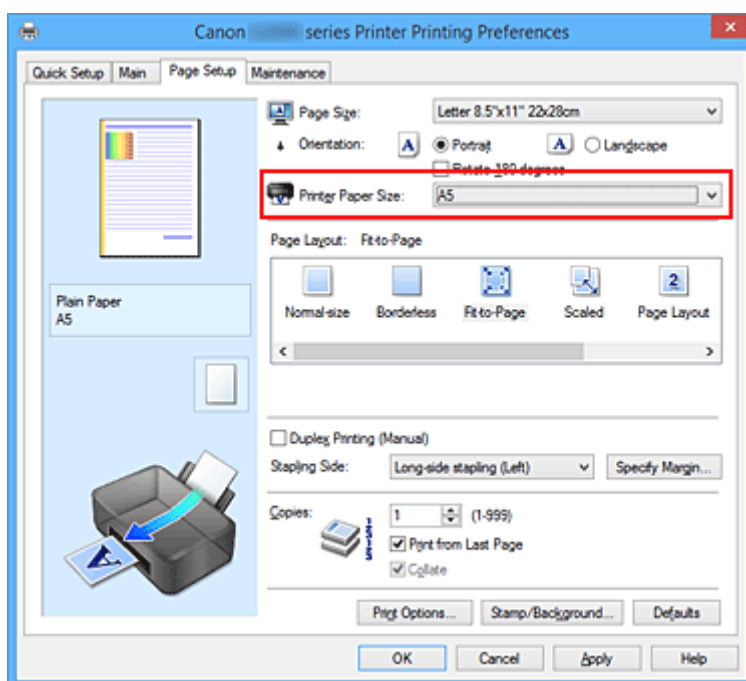 Canon series Printer Printing Preferences
Quick Setup Main Page Setup Maintenance
Page Size: Letter 8.5"x11" 22x28cm
Orientation: A Portrait A Landscape
Rotate 180 degrees
Printer Paper Size: A5
Page Layout: Fit-to-Page
Normal-size Borderless Fit-to-Page Scaled 2 Page Layout
Plain Paper
A5
Duplex Printing (Manual)
Stapling Side: Long-side stapling (Left) Specify Margin...
Copies: 1 (1-999)
Print from Last Page
Collate
A
Print Options... Stamp/Background... Defaults
OK Cancel Apply Help